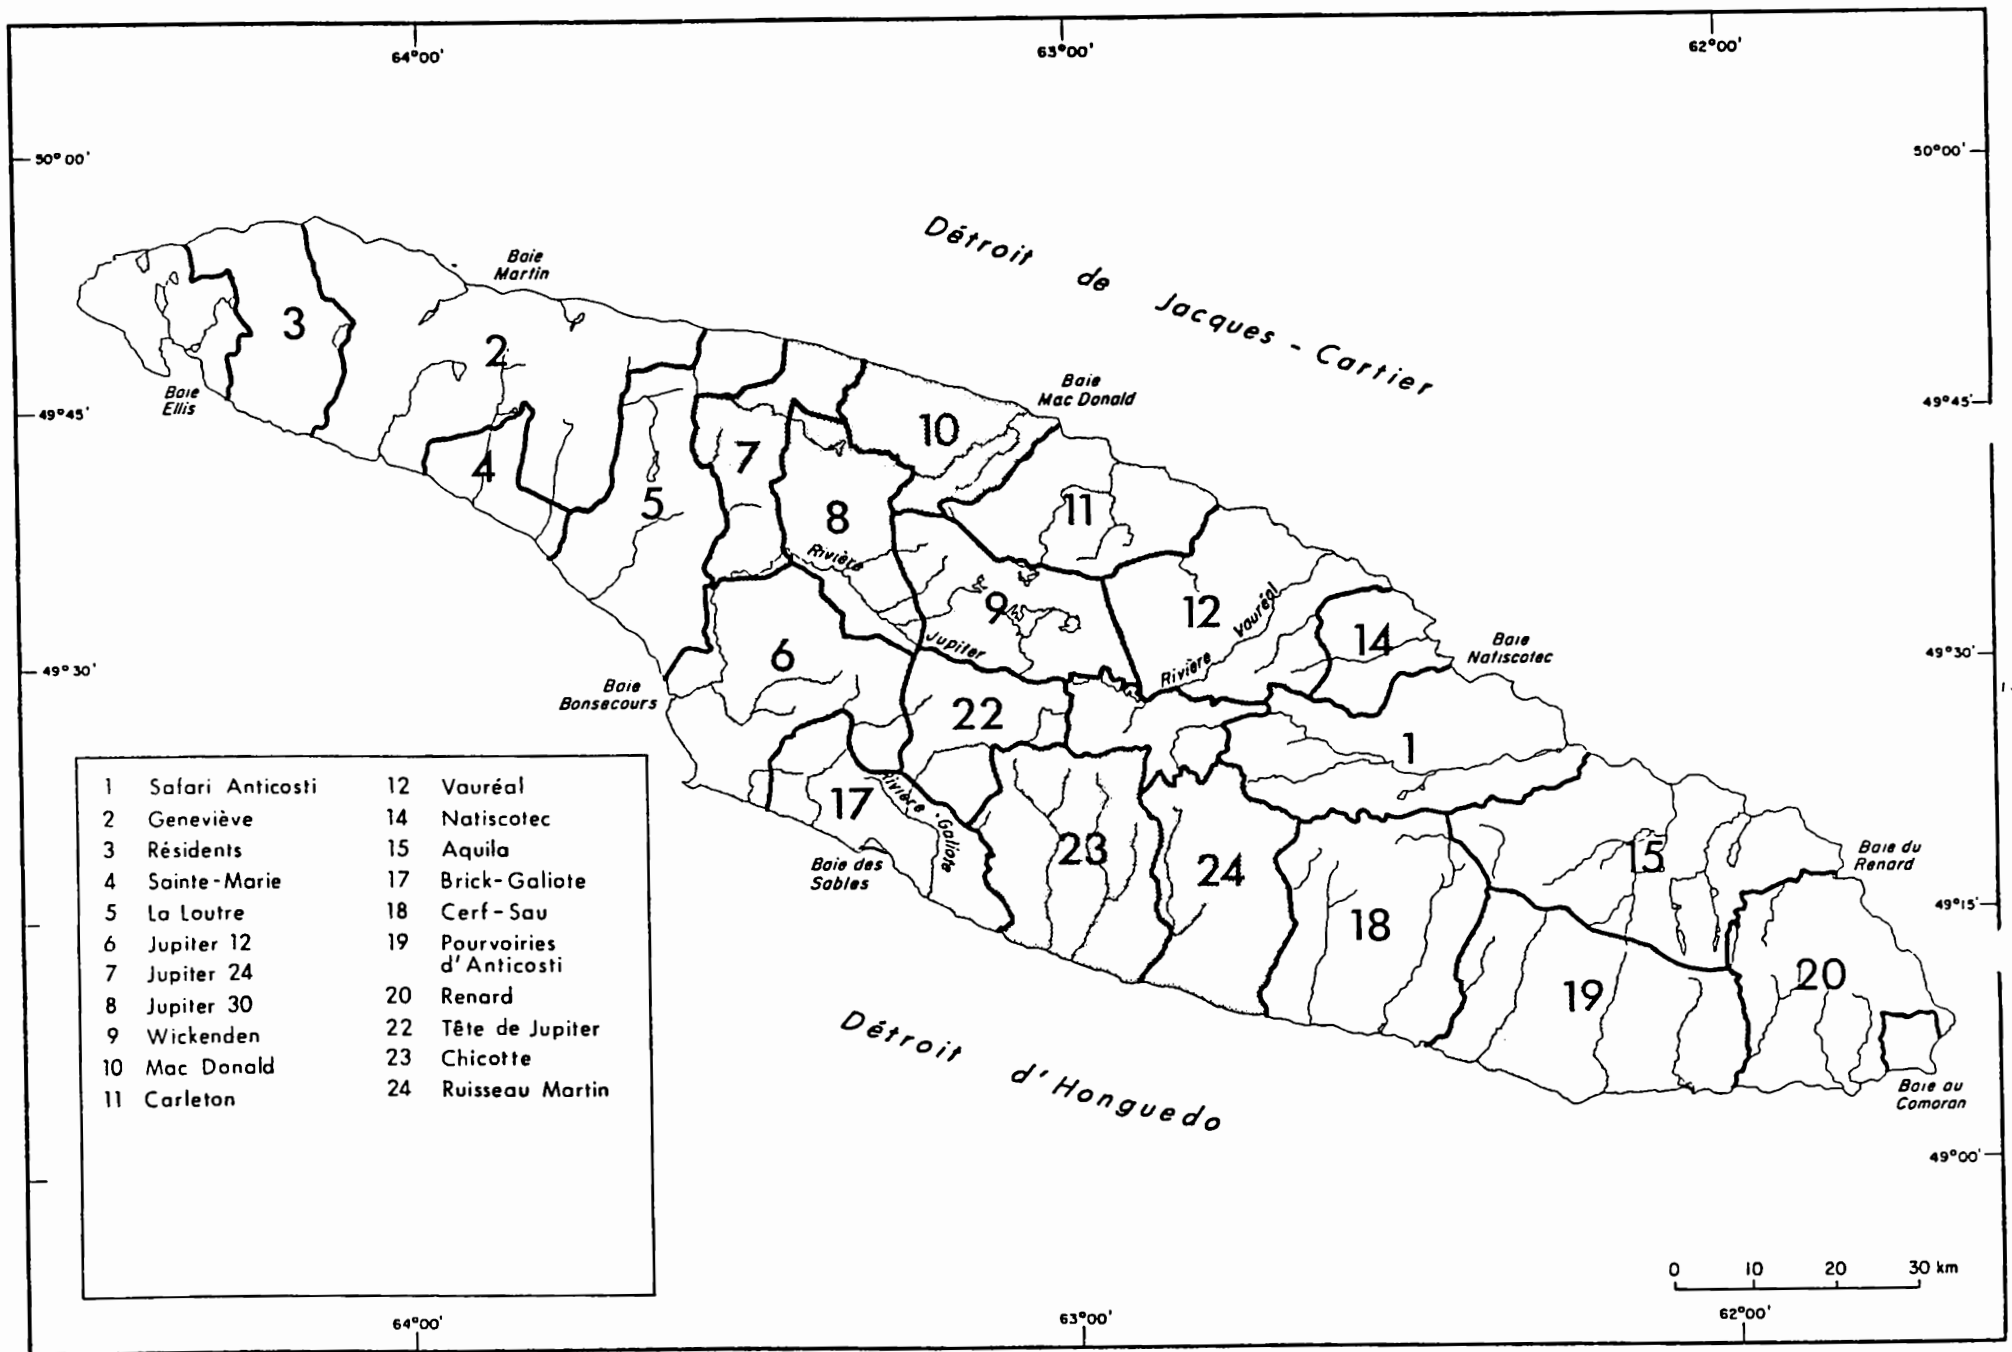 64°00'
63°00'
62°00'
50°00'
50°00'
Détroit de Jacques - Cartier
Baie
Martin
3
2
Baie
Ellis
Baie
Mac Donald
49°45'
49°45'
10
7
4
5
8
11
Rivière
9
12
Vauréal
14
Jupiter
6
Rivière
Baie
Natiscotec
49°30'
49°30'
Baie
Bonsecours
22
1
17
Rivière - Galiote
23
24
15
Baie des
Sables
Baie du
Renard
18
49°15'
19
20
Détroit d'Honguedo
Baie au
Comoran
49°00'
1 Safari Anticosti
2 Geneviève
3 Résidents
4 Sainte-Marie
5 La Loutre
6 Jupiter 12
7 Jupiter 24
8 Jupiter 30
9 Wickenden
10 Mac Donald
11 Carleton
12 Vauréal
14 Natiscotec
15 Aquila
17 Brick-Galiote
18 Cerf-Sau
19 Pourvoiries
d'Anticosti
20 Renard
22 Tête de Jupiter
23 Chicotte
24 Ruisseau Martin
0 10 20 30 km
64°00'
63°00'
62°00'